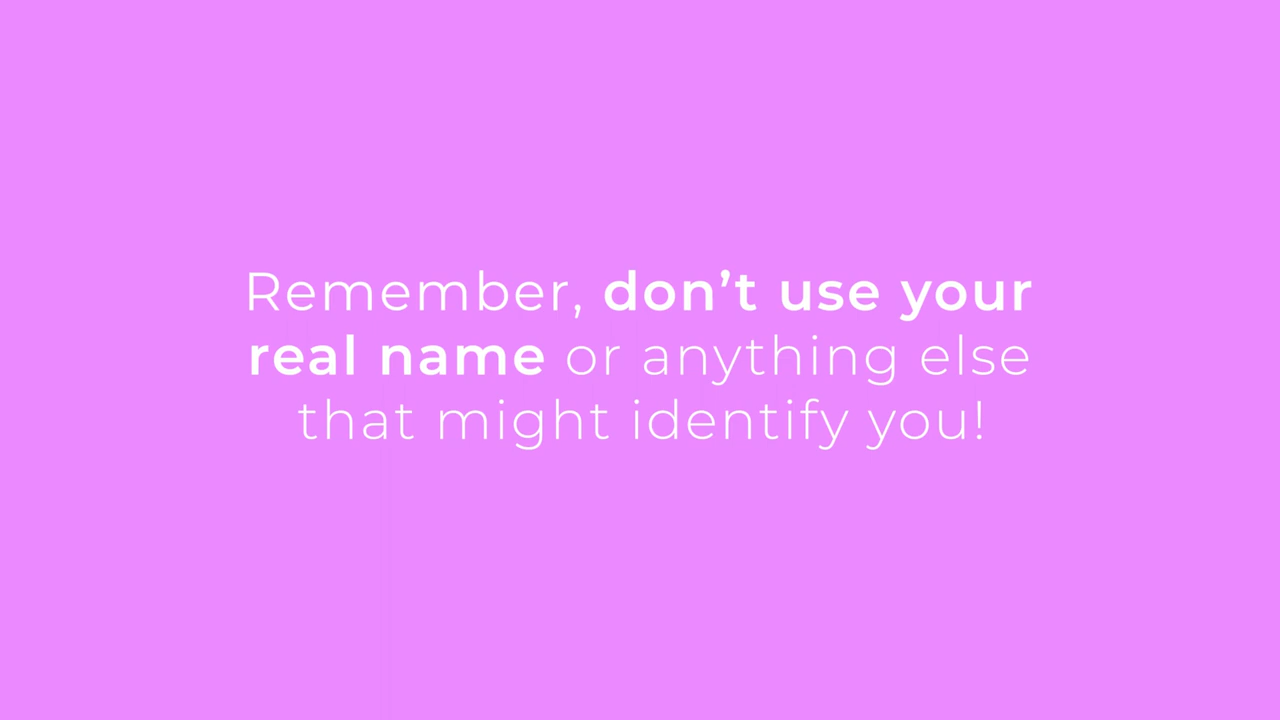 Remember, don’t use your
real name or anything else
that might identify you!